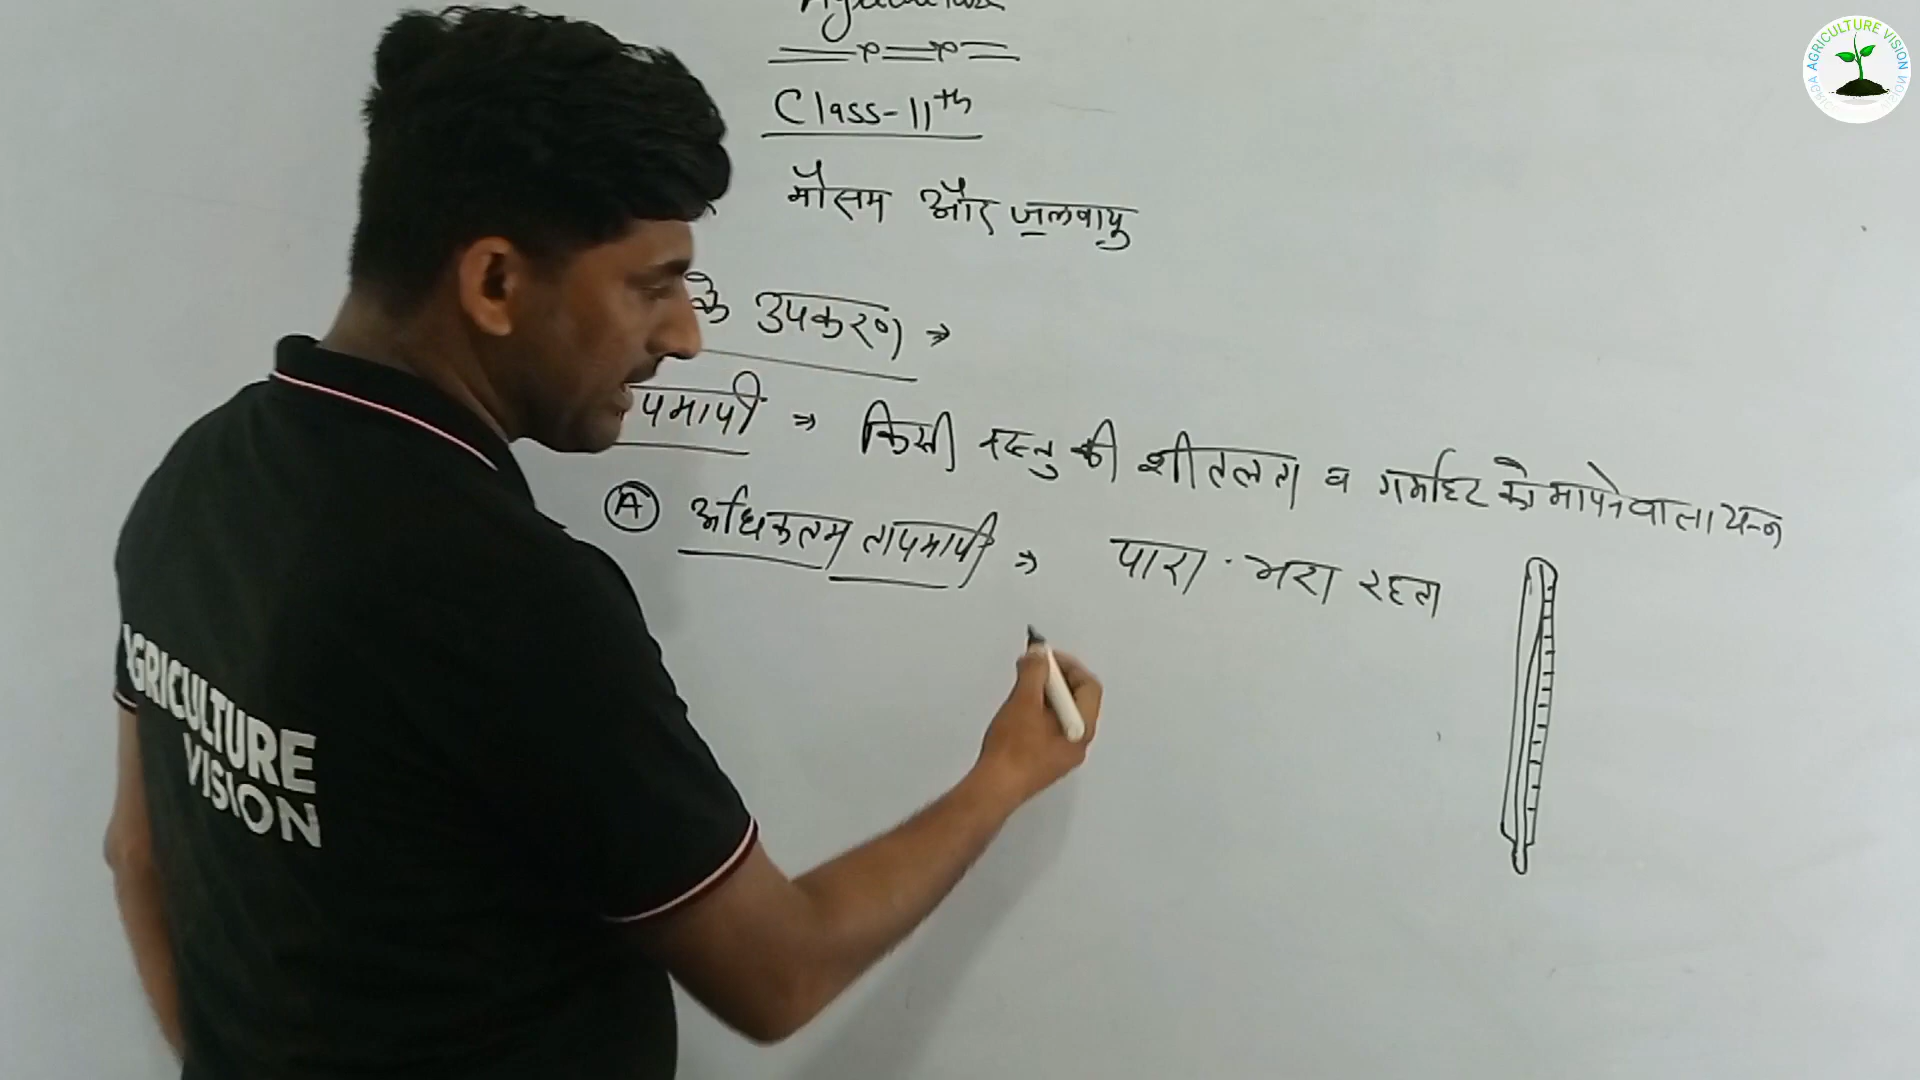 Agriculture
Class-11th
मौसम और जलवायु
के उपकरण →
पमापी ⇒ किसी वस्तु की शीतलता व गर्माहट को मापने वाला यन्त्र
Ⓐ अधिकतम तापमापी ⇒ पारा भरा रहता
AGRICULTURE
VISION
AGRICULTURE VISION